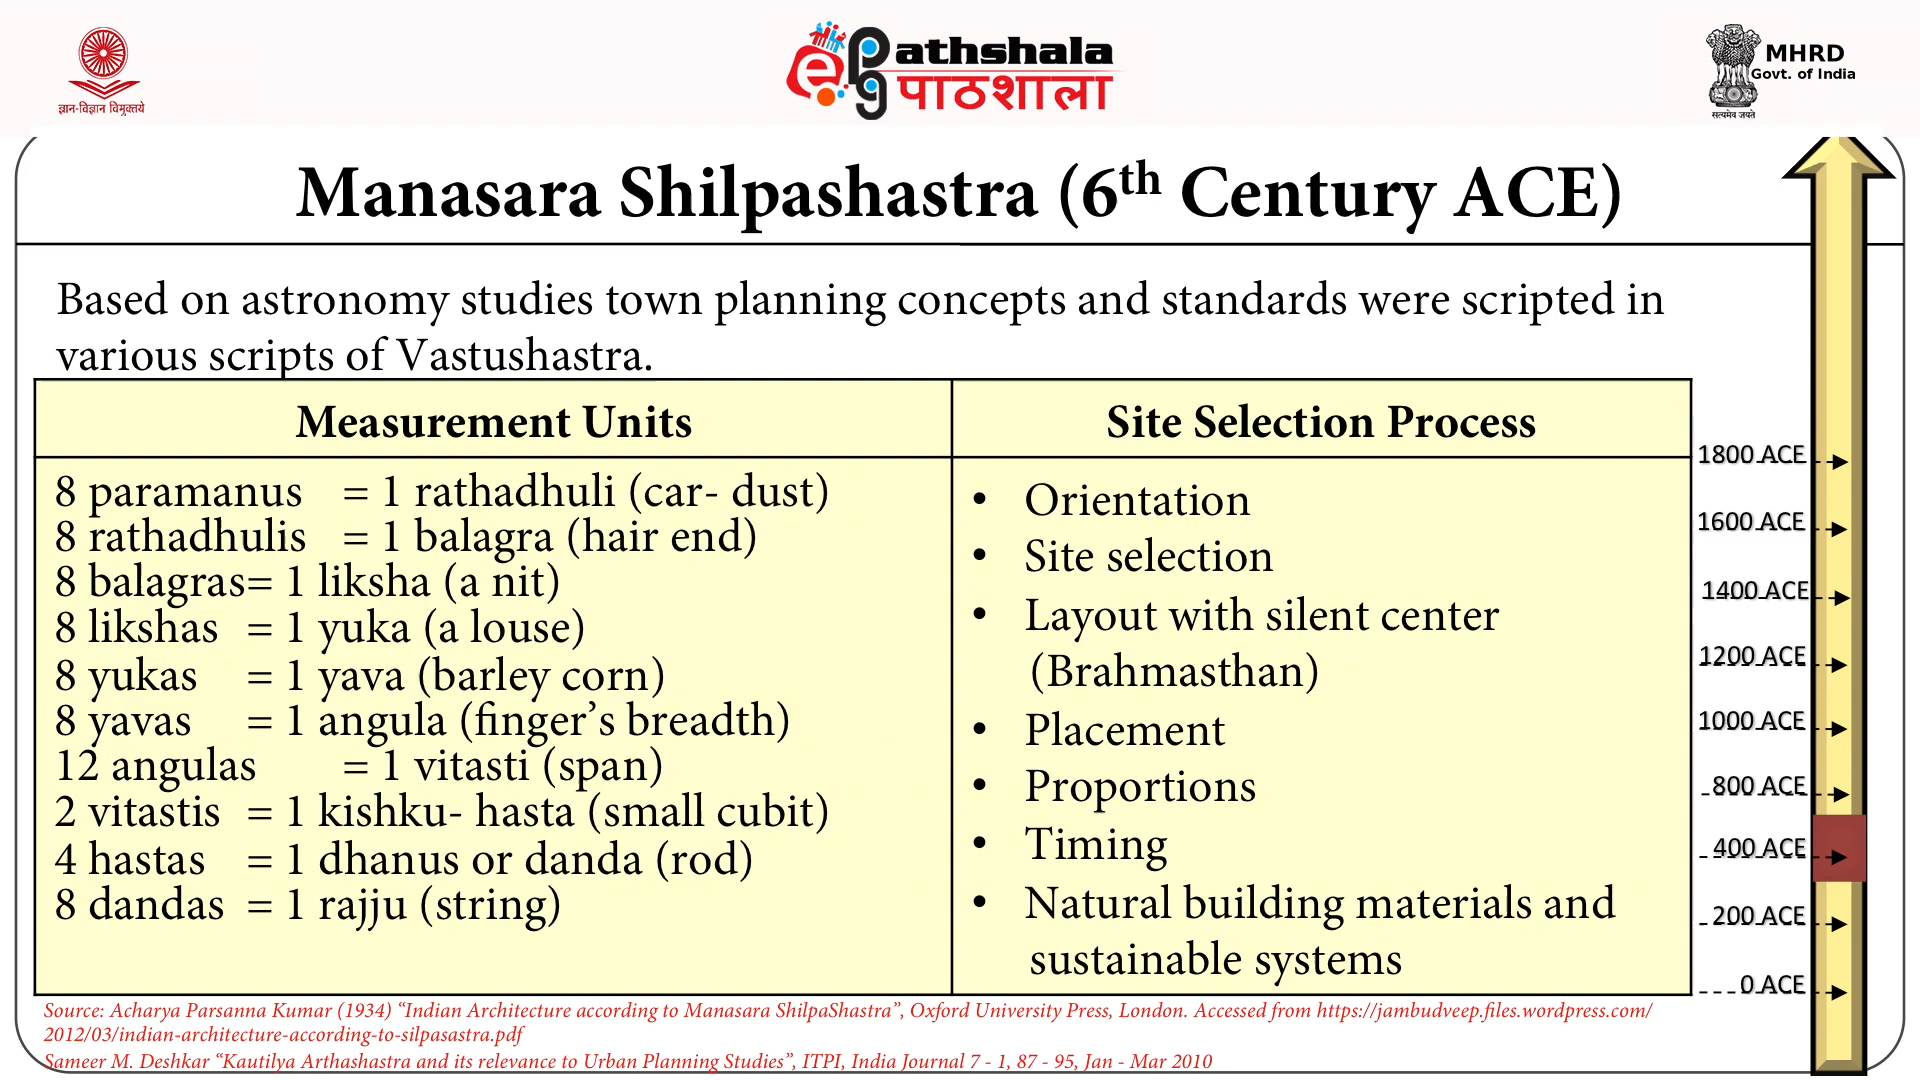 ज्ञान-विज्ञान विमुक्तये
ePGpathshala
पाठशाला
MHRD
Govt. of India
सत्यमेव जयते
Manasara Shilpashastra (6th Century ACE)
Based on astronomy studies town planning concepts and standards were scripted in
various scripts of Vastushastra.
Measurement Units
8 paramanus = 1 rathadhuli (car- dust)
8 rathadhulis = 1 balagra (hair end)
8 balagras= 1 liksha (a nit)
8 likshas = 1 yuka (a louse)
8 yukas = 1 yava (barley corn)
8 yavas = 1 angula (finger’s breadth)
12 angulas = 1 vitasti (span)
2 vitastis = 1 kishku- hasta (small cubit)
4 hastas = 1 dhanus or danda (rod)
8 dandas = 1 rajju (string)
Site Selection Process
• Orientation
• Site selection
• Layout with silent center
(Brahmasthan)
• Placement
• Proportions
• Timing
• Natural building materials and
sustainable systems
1800 ACE
1600 ACE
1400 ACE
1200 ACE
1000 ACE
800 ACE
400 ACE
200 ACE
0 ACE
Source: Acharya Parsanna Kumar (1934) “Indian Architecture according to Manasara ShilpaShastra”, Oxford University Press, London. Accessed from https://jambudveep.files.wordpress.com/
2012/03/indian-architecture-according-to-silpasastra.pdf
Sameer M. Deshkar “Kautilya Arthashastra and its relevance to Urban Planning Studies”, ITPI, India Journal 7 - 1, 87 - 95, Jan - Mar 2010